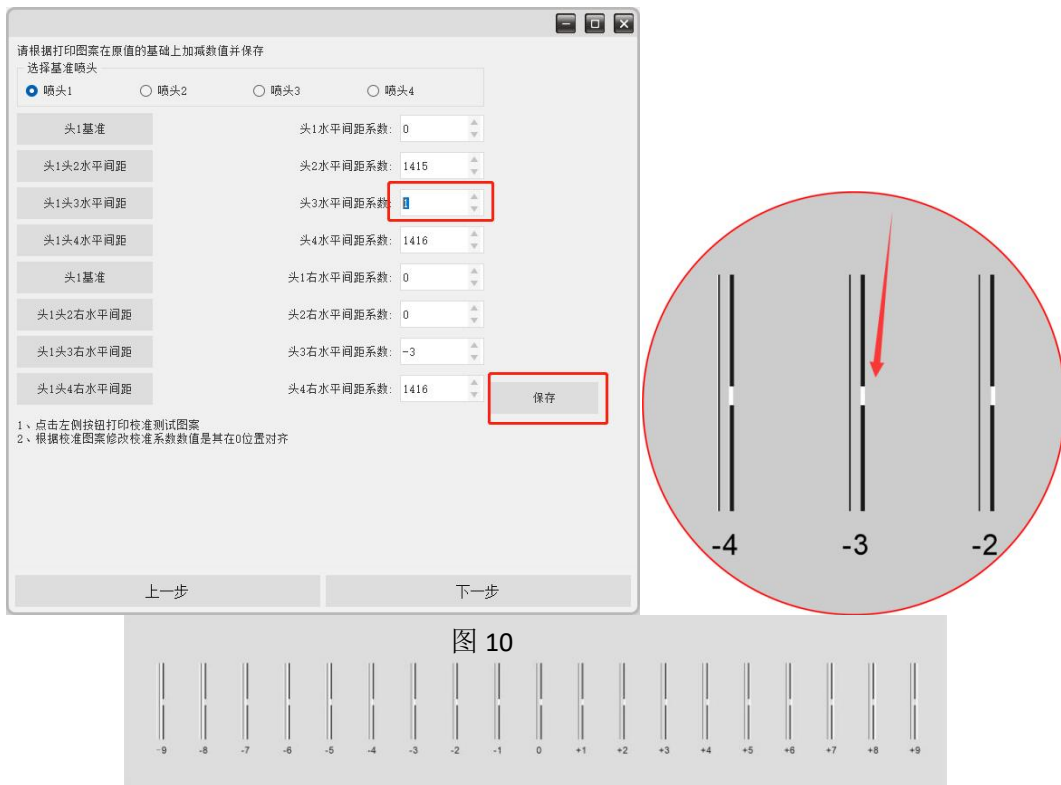 请根据打印图案在原值的基础上加减数值并保存
选择基准喷头
喷头1 喷头2 喷头3 喷头4
头1基准 头1水平间距系数: 0
头1头2水平间距 头2水平间距系数: 1415
头1头3水平间距 头3水平间距系数: 1
头1头4水平间距 头4水平间距系数: 1416
头1基准 头1右水平间距系数: 0
头1头2右水平间距 头2右水平间距系数: 0
头1头3右水平间距 头3右水平间距系数: -3
头1头4右水平间距 头4右水平间距系数: 1416
保存
1、点击左侧按钮打印校准测试图案
2、根据校准图案修改校准系数数值是其在0位置对齐
上一步 下一步
-4 -3 -2
图 10
-9 -8 -7 -6 -5 -4 -3 -2 -1 0 +1 +2 +3 +4 +5 +6 +7 +8 +9